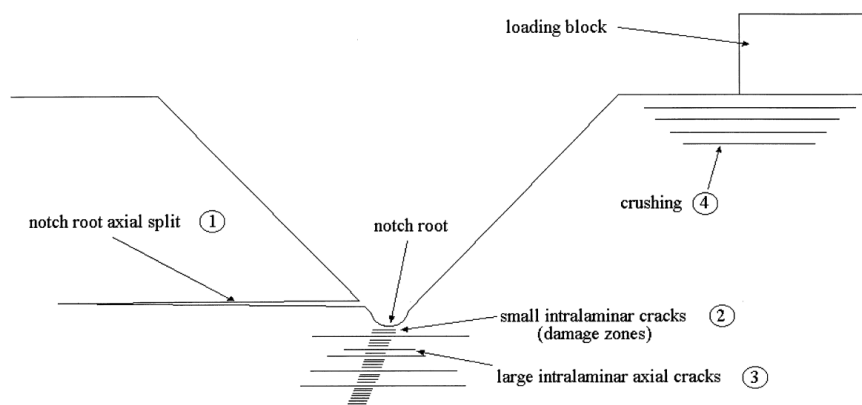 loading block
crushing 4
notch root axial split 1
notch root
small intralaminar cracks 2
(damage zones)
large intralaminar axial cracks 3